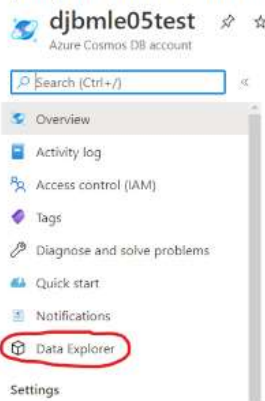 djbmle05test
Azure Cosmos DB account
Search (Ctrl+/)
Overview
Activity log
Access control (IAM)
Tags
Diagnose and solve problems
Quick start
Notifications
Data Explorer
Settings